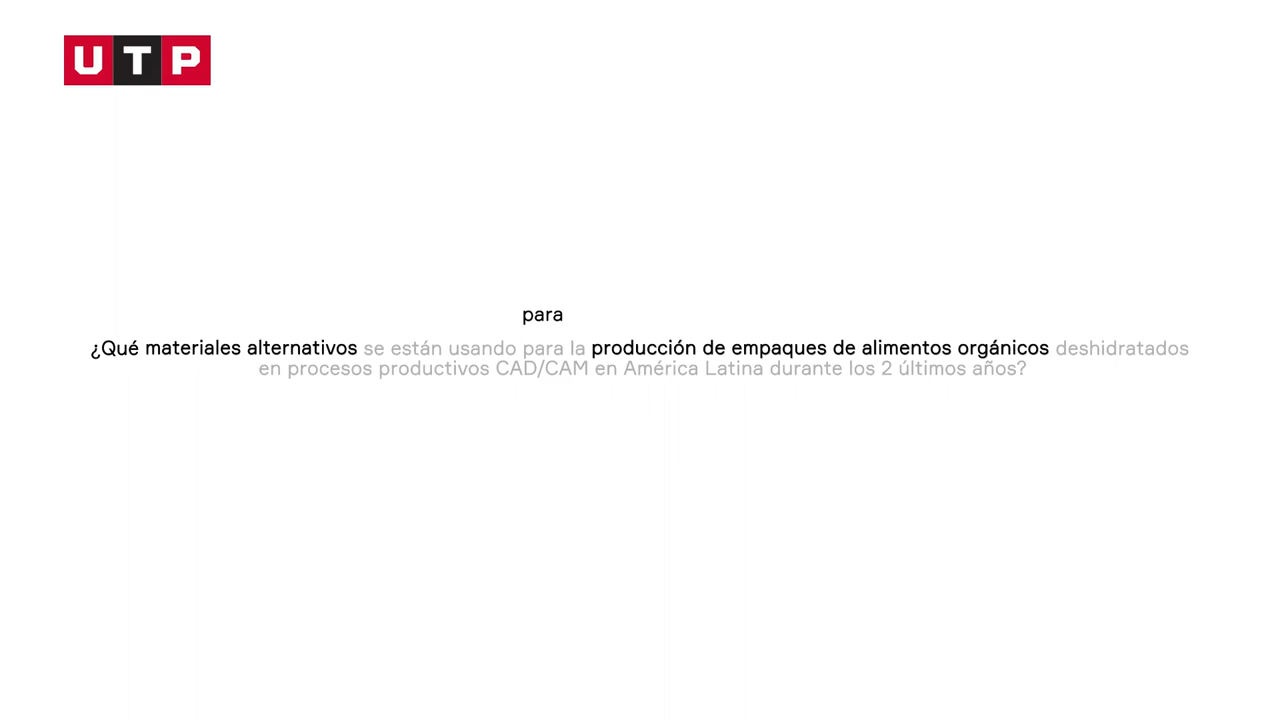 UTP
para
¿Qué materiales alternativos se están usando para la producción de empaques de alimentos orgánicos deshidratados
en procesos productivos CAD/CAM en América Latina durante los 2 últimos años?